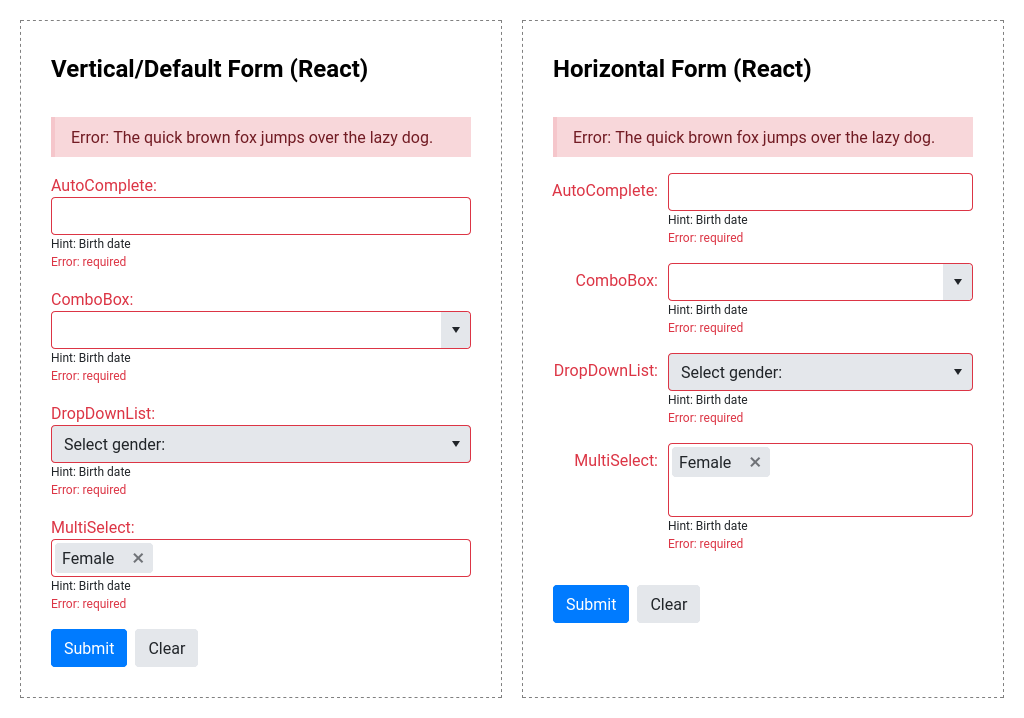 Vertical/Default Form (React)
Error: The quick brown fox jumps over the lazy dog.
AutoComplete:
Hint: Birth date
Error: required
ComboBox:
Hint: Birth date
Error: required
DropDownList:
Select gender:
Hint: Birth date
Error: required
MultiSelect:
Female
Hint: Birth date
Error: required
Submit Clear
Horizontal Form (React)
Error: The quick brown fox jumps over the lazy dog.
AutoComplete:
Hint: Birth date
Error: required
ComboBox:
Hint: Birth date
Error: required
DropDownList: Select gender:
Hint: Birth date
Error: required
MultiSelect: Female
Hint: Birth date
Error: required
Submit Clear